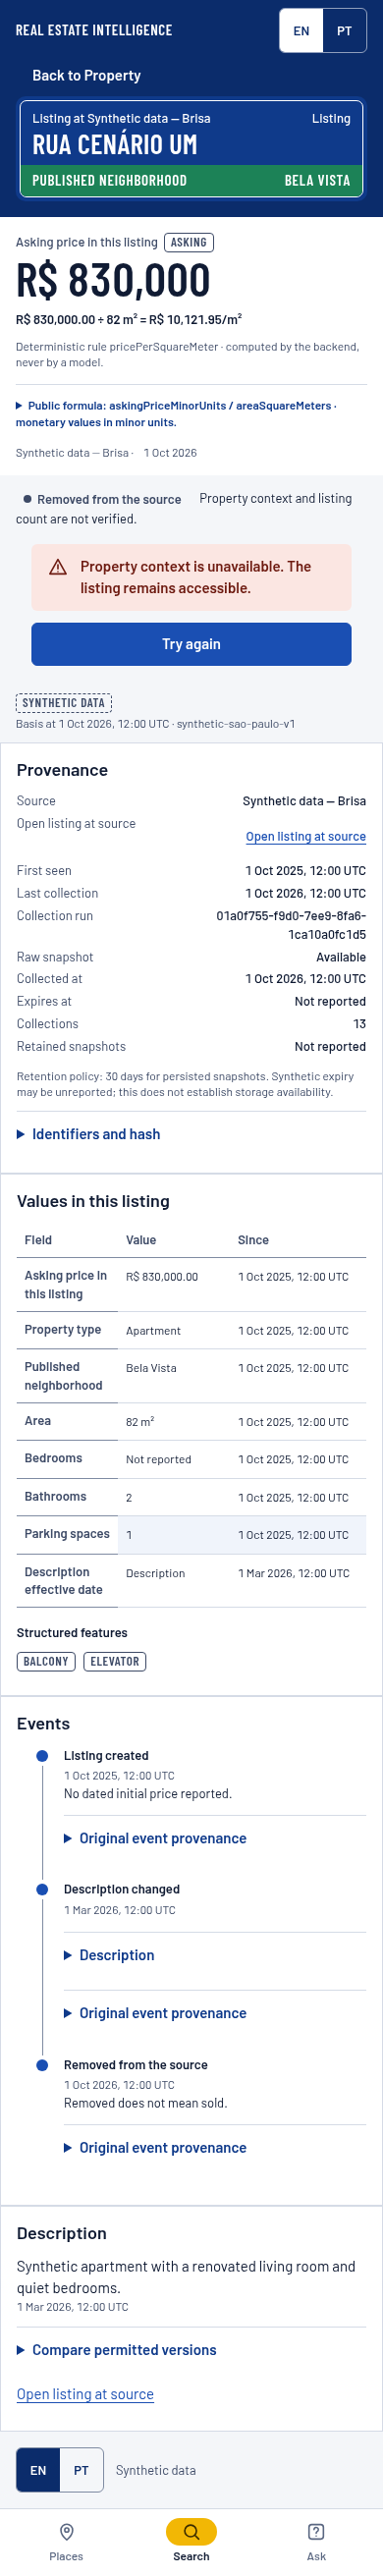 REAL ESTATE INTELLIGENCE
EN PT
Back to Property
Listing at Synthetic data — Brisa Listing
RUA CENÁRIO UM
PUBLISHED NEIGHBORHOOD BELA VISTA
Asking price in this listing ASKING
R$ 830,000
R$ 830,000.00 ÷ 82 m² = R$ 10,121.95/m²
Deterministic rule pricePerSquareMeter · computed by the backend,
never by a model.
Public formula: askingPriceMinorUnits / areaSquareMeters ·
monetary values in minor units.
Synthetic data — Brisa · 1 Oct 2026
Removed from the source Property context and listing
count are not verified.
Property context is unavailable. The
listing remains accessible.
Try again
SYNTHETIC DATA
Basis at 1 Oct 2026, 12:00 UTC · synthetic-sao-paulo-v1
Provenance
Source Synthetic data — Brisa
Open listing at source
Open listing at source
First seen 1 Oct 2025, 12:00 UTC
Last collection 1 Oct 2026, 12:00 UTC
Collection run 01a0f755-f9d0-7ee9-8fa6-
1ca10a0fc1d5
Raw snapshot Available
Collected at 1 Oct 2026, 12:00 UTC
Expires at Not reported
Collections 13
Retained snapshots Not reported
Retention policy: 30 days for persisted snapshots. Synthetic expiry
may be unreported; this does not establish storage availability.
Identifiers and hash
Values in this listing
Field Value Since
Asking price in
this listing R$ 830,000.00 1 Oct 2025, 12:00 UTC
Property type Apartment 1 Oct 2025, 12:00 UTC
Published
neighborhood Bela Vista 1 Oct 2025, 12:00 UTC
Area 82 m² 1 Oct 2025, 12:00 UTC
Bedrooms Not reported 1 Oct 2025, 12:00 UTC
Bathrooms 2 1 Oct 2025, 12:00 UTC
Parking spaces 1 1 Oct 2025, 12:00 UTC
Description
effective date Description 1 Mar 2026, 12:00 UTC
Structured features
BALCONY ELEVATOR
Events
Listing created
1 Oct 2025, 12:00 UTC
No dated initial price reported.
Original event provenance
Description changed
1 Mar 2026, 12:00 UTC
Description
Original event provenance
Removed from the source
1 Oct 2026, 12:00 UTC
Removed does not mean sold.
Original event provenance
Description
Synthetic apartment with a renovated living room and
quiet bedrooms.
1 Mar 2026, 12:00 UTC
Compare permitted versions
Open listing at source
EN PT Synthetic data
Places Search Ask